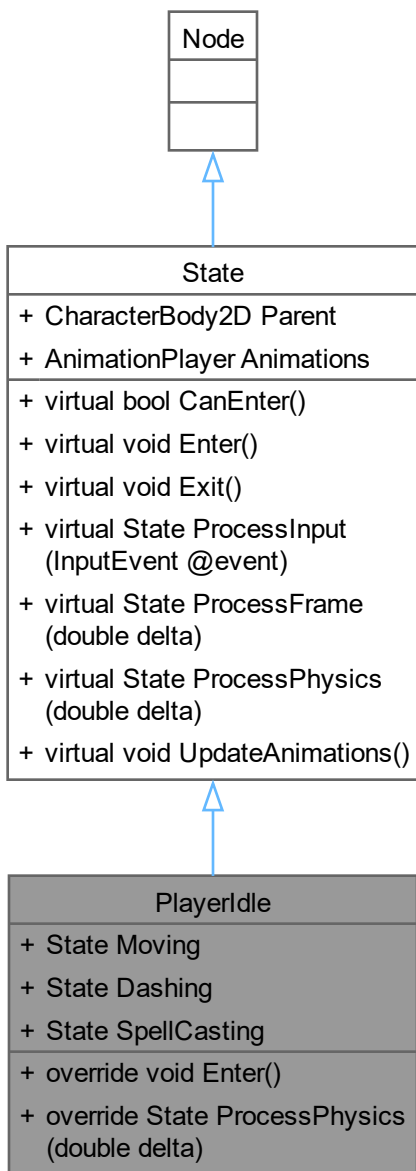 Node
State
+ CharacterBody2D Parent
+ AnimationPlayer Animations
+ virtual bool CanEnter()
+ virtual void Enter()
+ virtual void Exit()
+ virtual State ProcessInput
(InputEvent @event)
+ virtual State ProcessFrame
(double delta)
+ virtual State ProcessPhysics
(double delta)
+ virtual void UpdateAnimations()
PlayerIdle
+ State Moving
+ State Dashing
+ State SpellCasting
+ override void Enter()
+ override State ProcessPhysics
(double delta)